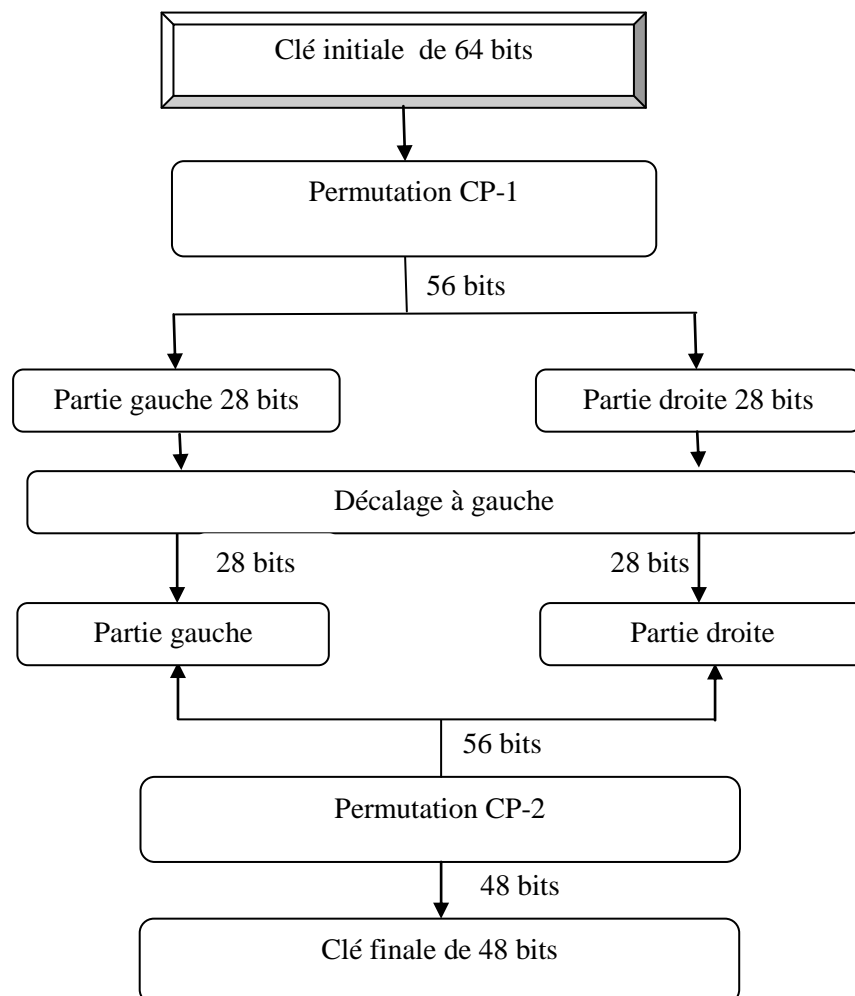 Clé initiale de 64 bits
Permutation CP-1
56 bits
Partie gauche 28 bits
Partie droite 28 bits
Décalage à gauche
28 bits
28 bits
Partie gauche
Partie droite
56 bits
Permutation CP-2
48 bits
Clé finale de 48 bits